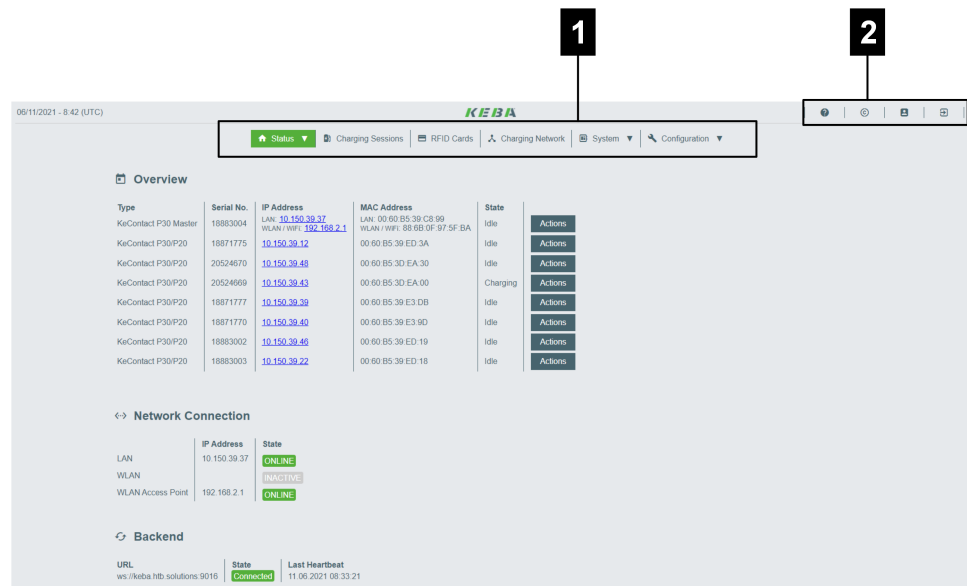 1
2
06/11/2021 - 8:42 (UTC)
KEBA
Status ▼ Charging Sessions RFID Cards Charging Network System ▼ Configuration ▼
Overview
Type Serial No. IP Address MAC Address State
KeContact P30 Master 18883004 LAN: 10.150.39.37 LAN: 00:60:B5:39:C8:99 Idle Actions
WLAN / WIFI: 192.168.2.1 WLAN / WIFI: 88:6B:0F:97:5F:BA
KeContact P30/P20 18871775 10.150.39.12 00:60:B5:39:ED:3A Idle Actions
KeContact P30/P20 20524670 10.150.39.48 00:60:B5:3D:EA:30 Idle Actions
KeContact P30/P20 20524669 10.150.39.43 00:60:B5:3D:EA:00 Charging Actions
KeContact P30/P20 18871777 10.150.39.39 00:60:B5:39:E3:DB Idle Actions
KeContact P30/P20 18871770 10.150.39.40 00:60:B5:39:E3:9D Idle Actions
KeContact P30/P20 18883002 10.150.39.46 00:60:B5:39:ED:19 Idle Actions
KeContact P30/P20 18883003 10.150.39.22 00:60:B5:39:ED:18 Idle Actions
Network Connection
IP Address State
LAN 10.150.39.37 ONLINE
WLAN INACTIVE
WLAN Access Point 192.168.2.1 ONLINE
Backend
URL State Last Heartbeat
ws://keba.htb.solutions:9016 Connected 11.06.2021 08:33:21